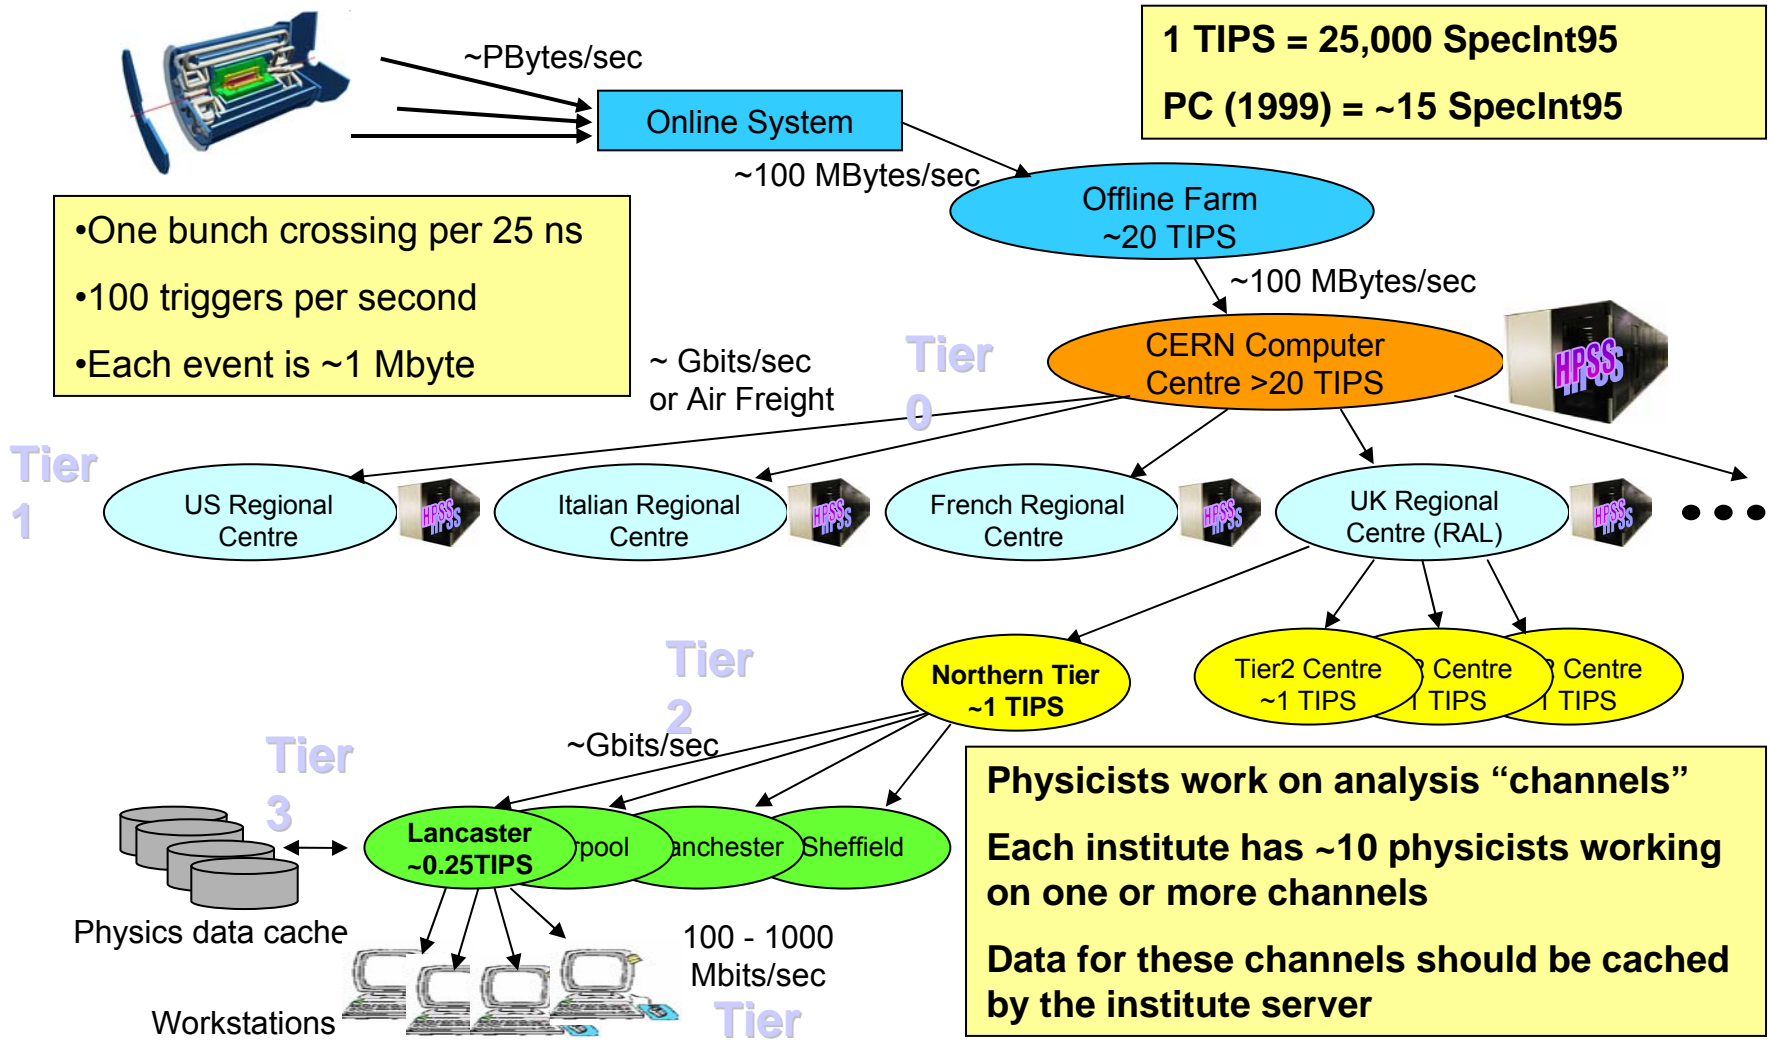 ~PBytes/sec
1 TIPS = 25,000 SpecInt95
PC (1999) = ~15 SpecInt95
Online System
~100 MBytes/sec
Offline Farm
~20 TIPS
•One bunch crossing per 25 ns
•100 triggers per second
•Each event is ~1 Mbyte
~100 MBytes/sec
~ Gbits/sec
or Air Freight
Tier
0
CERN Computer
Centre >20 TIPS
HPSS
Tier
1
US Regional
Centre
HPSS
Italian Regional
Centre
HPSS
French Regional
Centre
HPSS
UK Regional
Centre (RAL)
HPSS
Tier
2
Northern Tier
~1 TIPS
Tier2 Centre
~1 TIPS
Centre
TIPS
Centre
TIPS
~Gbits/sec
Tier
3
Lancaster
~0.25TIPS
rpool
anchester
Sheffield
Physics data cache
100 - 1000
Mbits/sec
Workstations
Tier
Physicists work on analysis “channels”
Each institute has ~10 physicists working
on one or more channels
Data for these channels should be cached
by the institute server